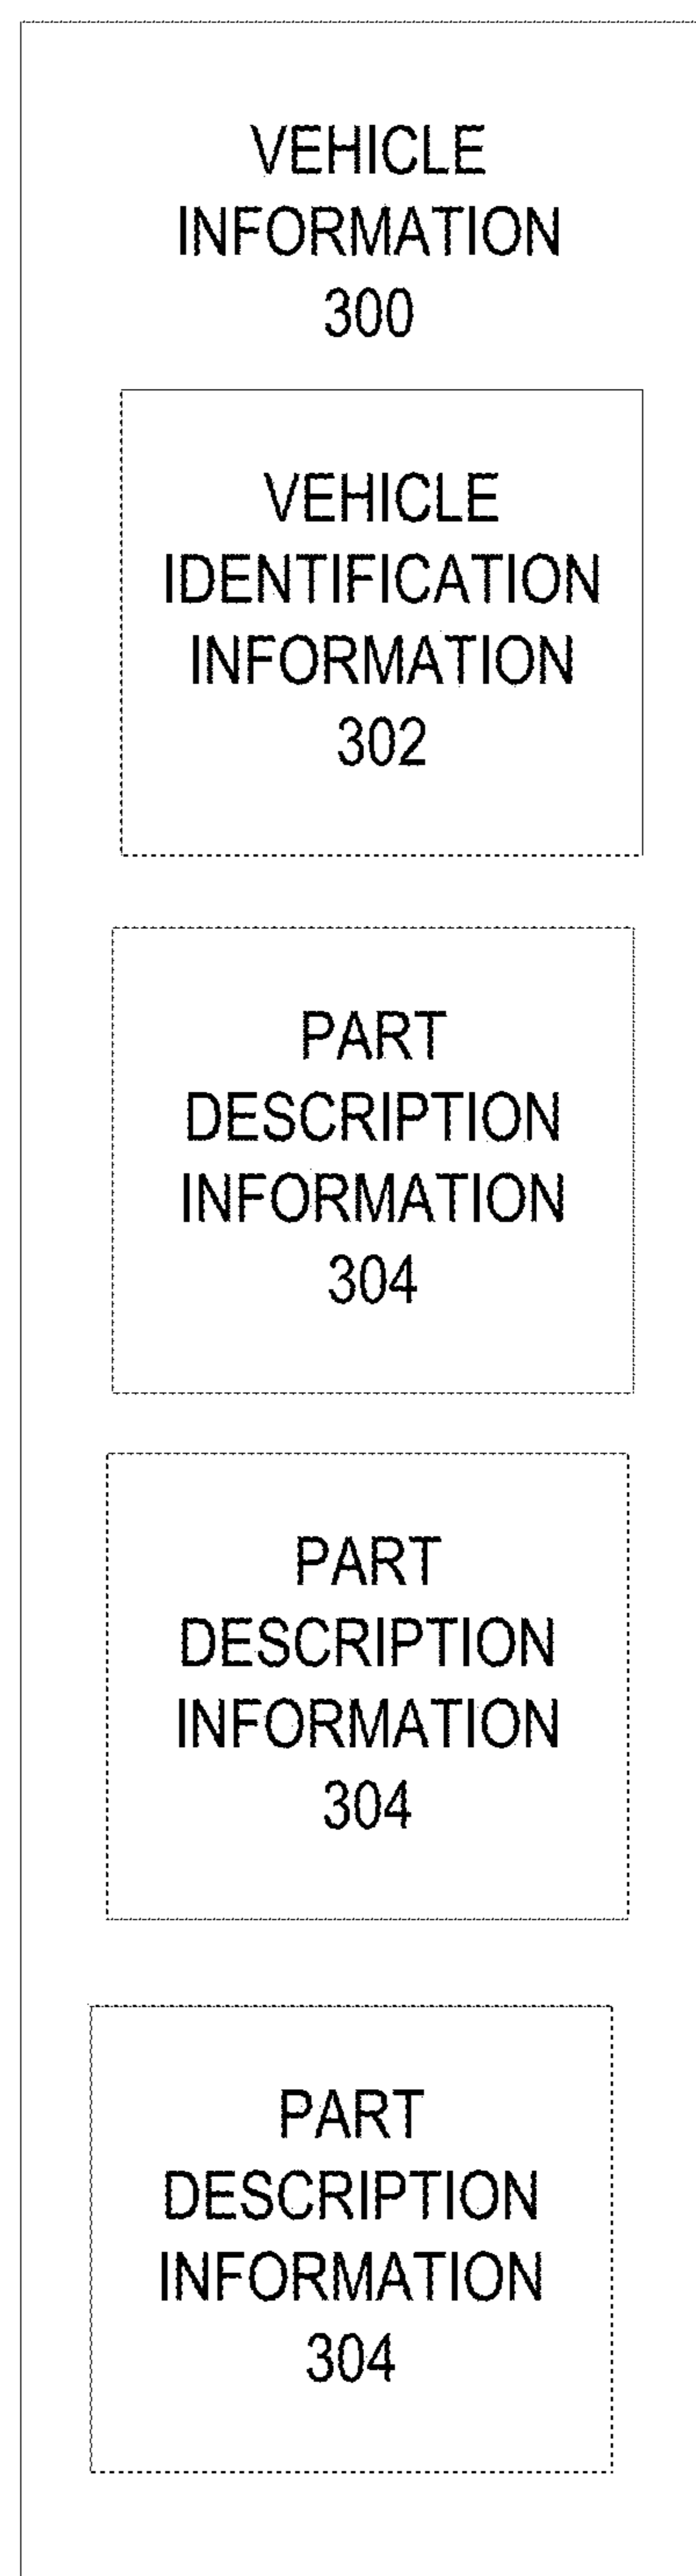 VEHICLE
INFORMATION
300
VEHICLE
IDENTIFICATION
INFORMATION
302
PART
DESCRIPTION
INFORMATION
304
PART
DESCRIPTION
INFORMATION
304
PART
DESCRIPTION
INFORMATION
304